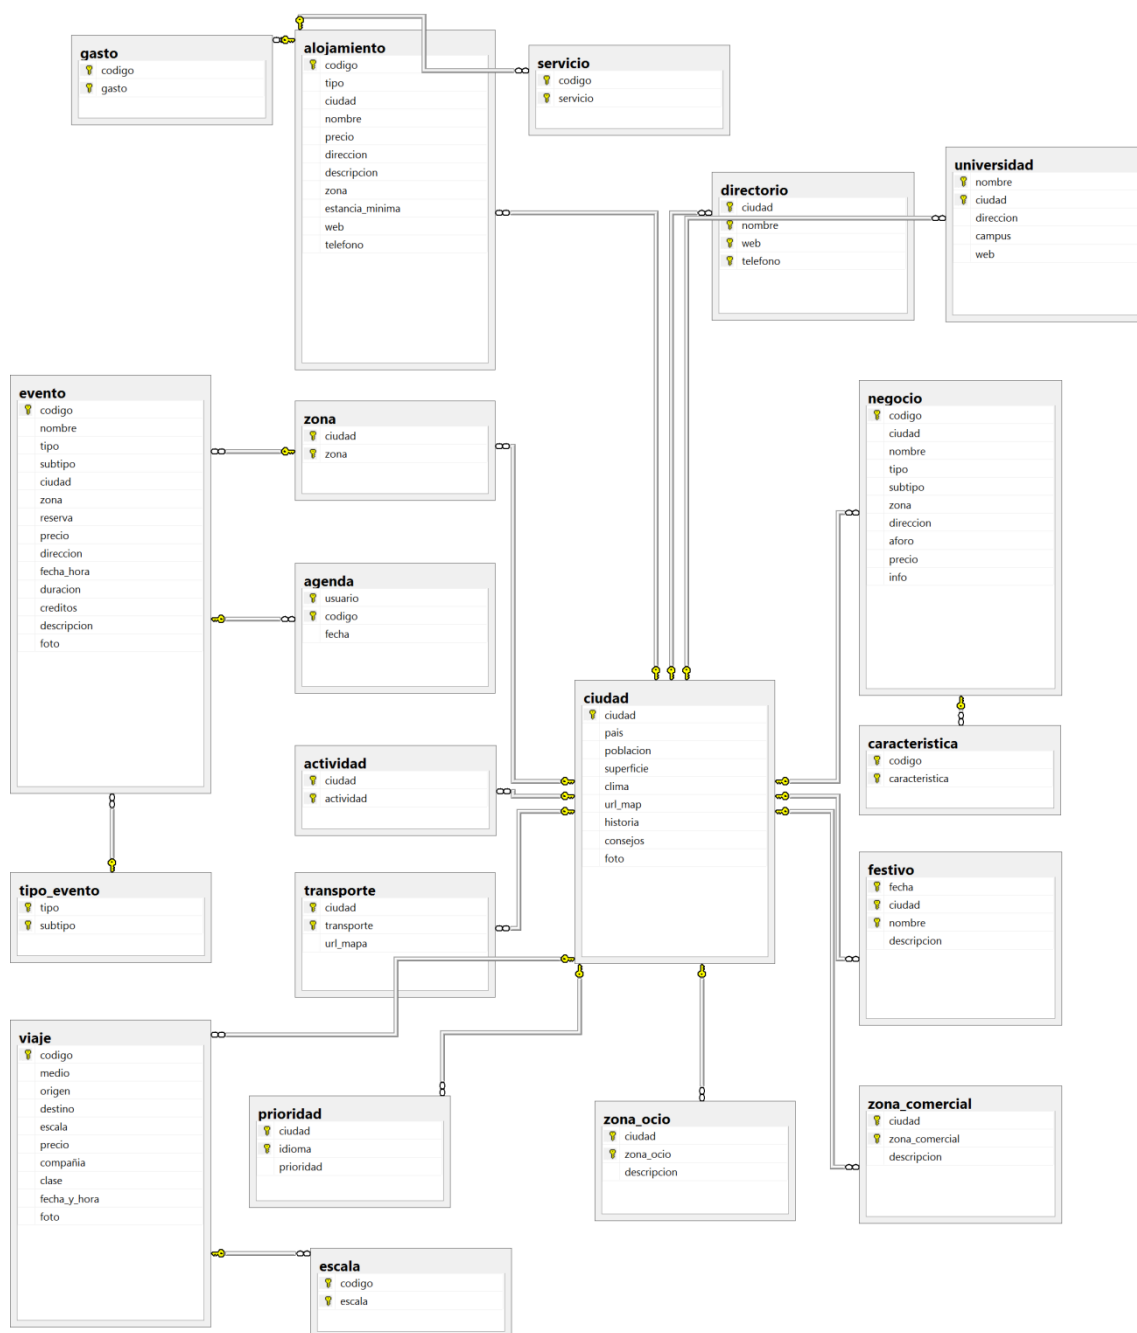 gasto
codigo
gasto
alojamiento
codigo
tipo
ciudad
nombre
precio
direccion
descripcion
zona
estancia_minima
web
telefono
servicio
codigo
servicio
directorio
ciudad
nombre
web
telefono
universidad
nombre
ciudad
direccion
campus
web
evento
codigo
nombre
tipo
subtipo
ciudad
zona
reserva
precio
direccion
fecha_hora
duracion
creditos
descripcion
foto
zona
ciudad
zona
agenda
usuario
codigo
fecha
negocio
codigo
ciudad
nombre
tipo
subtipo
zona
direccion
aforo
precio
info
ciudad
ciudad
pais
poblacion
superficie
clima
url_map
historia
consejos
foto
actividad
ciudad
actividad
caracteristica
codigo
caracteristica
tipo_evento
tipo
subtipo
transporte
ciudad
transporte
url_mapa
festivo
fecha
ciudad
nombre
descripcion
viaje
codigo
medio
origen
destino
escala
precio
compañia
clase
fecha_y_hora
foto
prioridad
ciudad
idioma
prioridad
zona_ocio
ciudad
zona_ocio
descripcion
zona_comercial
ciudad
zona_comercial
descripcion
escala
codigo
escala